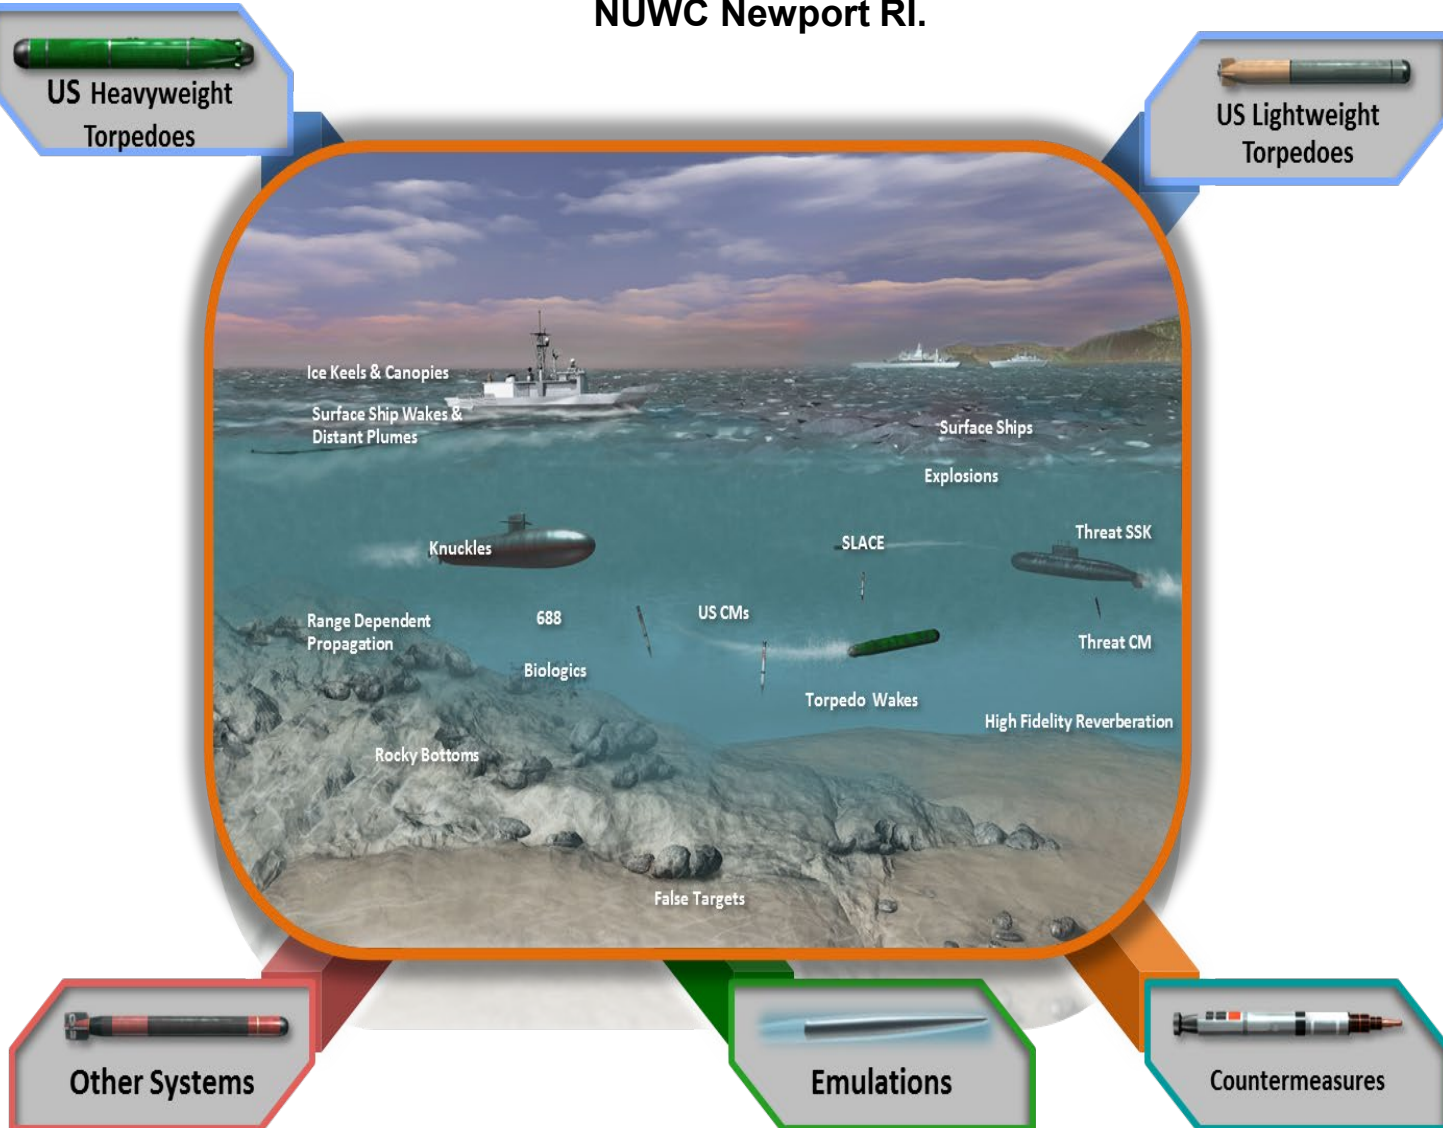 NUWC Newport RI.
US Heavyweight
Torpedoes
US Lightweight
Torpedoes
Ice Keels & Canopies
Surface Ship Wakes &
Distant Plumes
Surface Ships
Explosions
Threat SSK
SLACE
Knuckles
688
US CMs
Range Dependent
Propagation
Threat CM
Biologics
Torpedo Wakes
High Fidelity Reverberation
Rocky Bottoms
False Targets
Other Systems
Emulations
Countermeasures